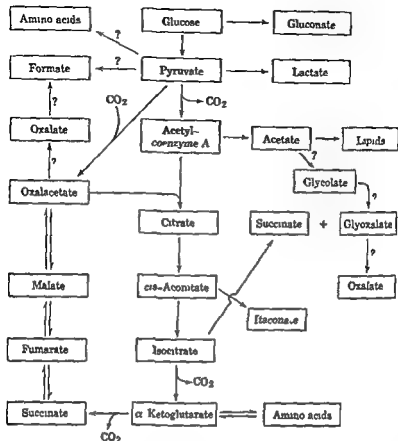 Amino acids
Glucose
Gluconate
?
Formate
?
Pyruvate
Lactate
?
CO2
CO2
Oxalate
Acetyl-
coenzyme A
Acetate
Lipids
?
?
Glycolate
Oxalacetate
?
Citrate
Succinate + Glyoxalate
?
Malate
cis-Aconitate
Oxalate
Itaconate
Fumarate
Isocitrate
CO2
Succinate
α Ketoglutarate
Amino acids
CO2